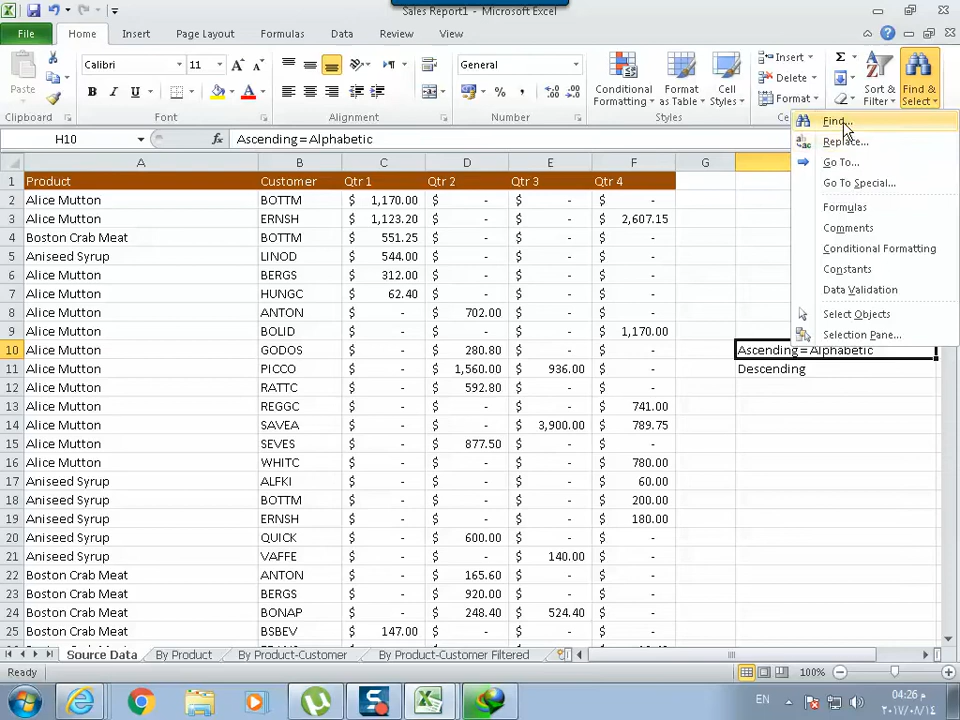 Sales Report1 - Microsoft Excel
File Home Insert Page Layout Formulas Data Review View
Paste
Calibri 11
General
Conditional Formatting
Format as Table
Cell Styles
Insert
Delete
Format
Sort & Filter
Find & Select
Clipboard Font Alignment Number Styles Ce
Find...
Replace...
Go To...
Go To Special...
Formulas
Comments
Conditional Formatting
Constants
Data Validation
Select Objects
Selection Pane...
H10 fx Ascending=Alphabetic
A B C D E F G
1 Product Customer Qtr 1 Qtr 2 Qtr 3 Qtr 4
2 Alice Mutton BOTTM $ 1,170.00 $ - $ - $ -
3 Alice Mutton ERNSH $ 1,123.20 $ - $ - $ 2,607.15
4 Boston Crab Meat BOTTM $ 551.25 $ - $ - $ -
5 Aniseed Syrup LINOD $ 544.00 $ - $ - $ -
6 Alice Mutton BERGS $ 312.00 $ - $ - $ -
7 Alice Mutton HUNGC $ 62.40 $ - $ - $ -
8 Alice Mutton ANTON $ - $ 702.00 $ - $ -
9 Alice Mutton BOLID $ - $ - $ - $ 1,170.00
10 Alice Mutton GODOS $ - $ 280.80 $ - $ - Ascending=Alphabetic
11 Alice Mutton PICCO $ - $ 1,560.00 $ 936.00 $ - Descending
12 Alice Mutton RATTC $ - $ 592.80 $ - $ -
13 Alice Mutton REGGC $ - $ - $ - $ 741.00
14 Alice Mutton SAVEA $ - $ - $ 3,900.00 $ 789.75
15 Alice Mutton SEVES $ - $ 877.50 $ - $ -
16 Alice Mutton WHITC $ - $ - $ - $ 780.00
17 Aniseed Syrup ALFKI $ - $ - $ - $ 60.00
18 Aniseed Syrup BOTTM $ - $ - $ - $ 200.00
19 Aniseed Syrup ERNSH $ - $ - $ - $ 180.00
20 Aniseed Syrup QUICK $ - $ 600.00 $ - $ -
21 Aniseed Syrup VAFFE $ - $ - $ 140.00 $ -
22 Boston Crab Meat ANTON $ - $ 165.60 $ - $ -
23 Boston Crab Meat BERGS $ - $ 920.00 $ - $ -
24 Boston Crab Meat BONAP $ - $ 248.40 $ 524.40 $ -
25 Boston Crab Meat BSBEV $ 147.00 $ - $ - $ -
Source Data By Product By Product-Customer By Product-Customer Filtered
Ready 100%
EN
04:26 م
٢٠١٧/٠٨/١٤